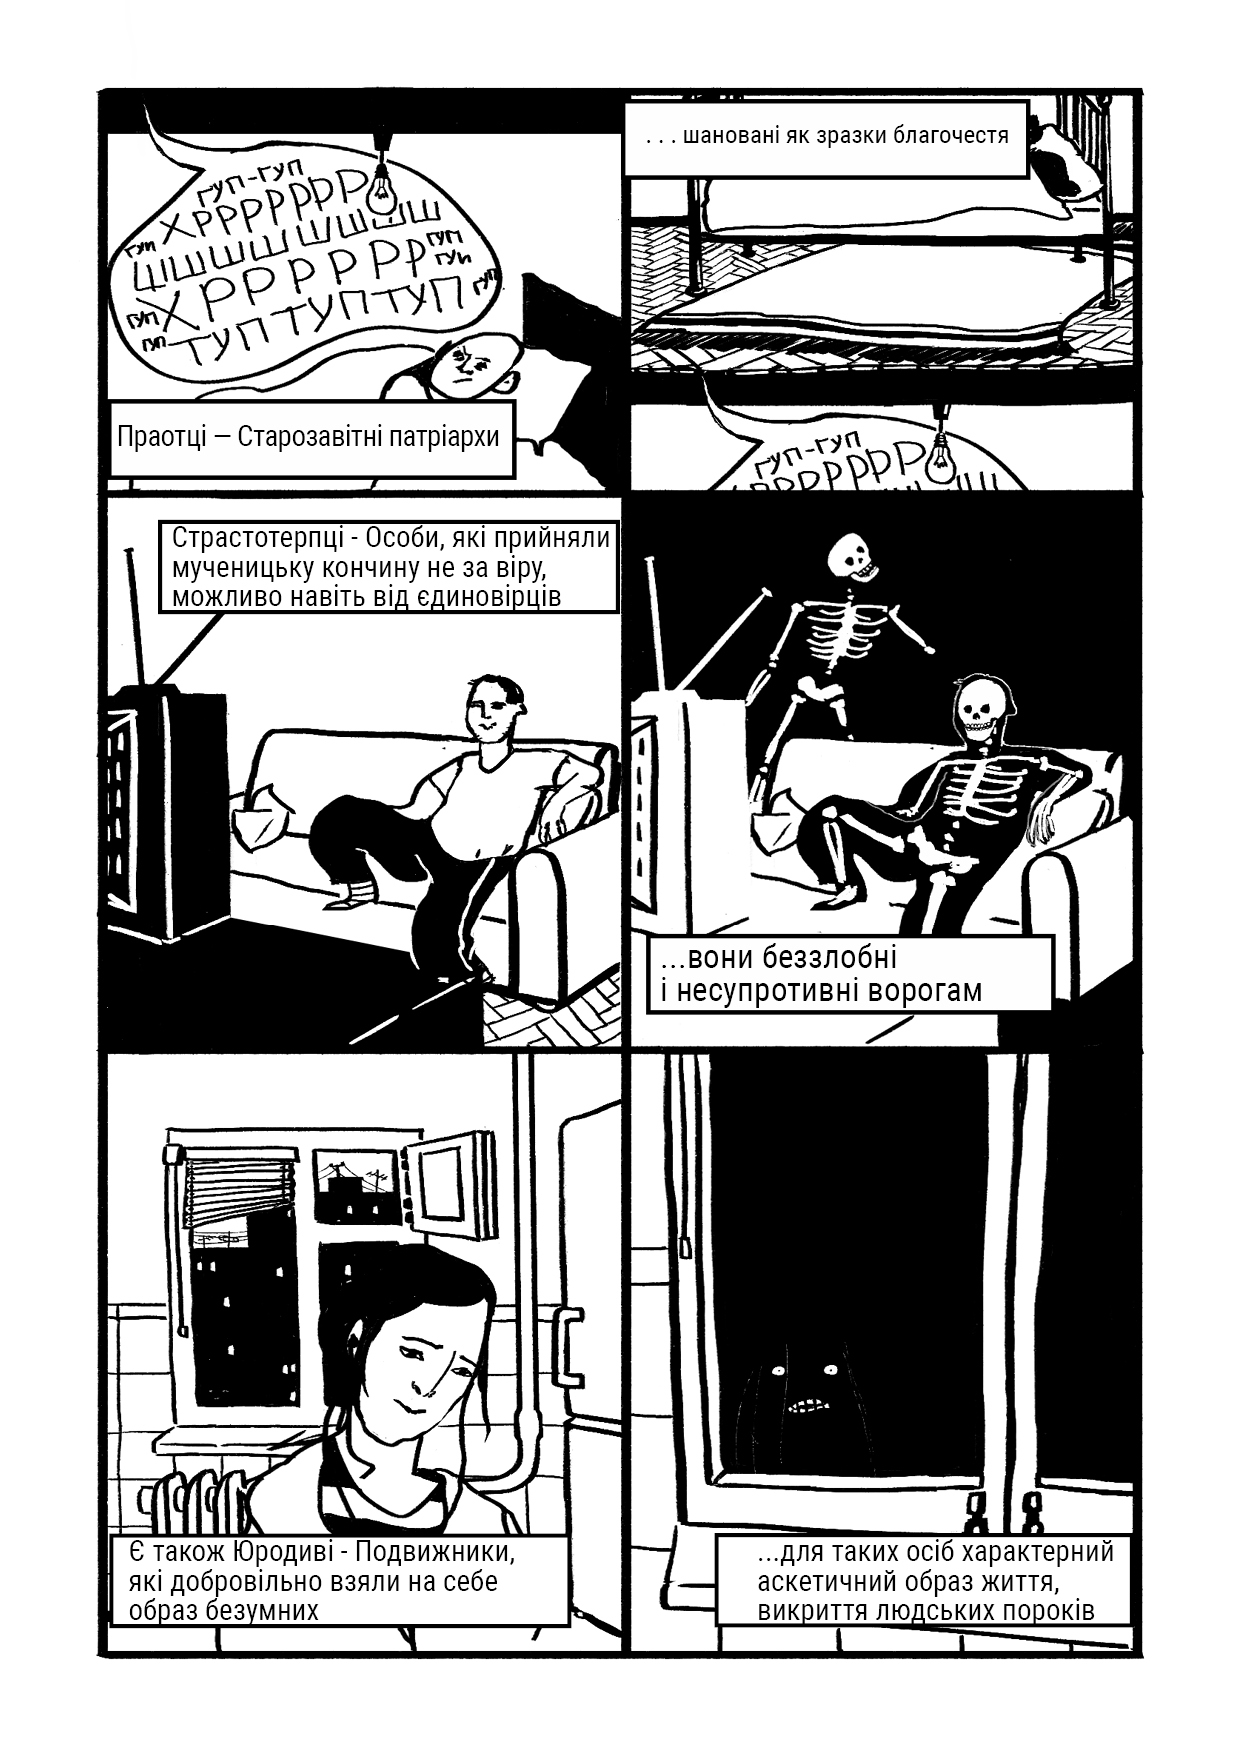 ГУП-ГУП
ХРРРРРРР
ГУП ШШШШШШШШ ГУП
ХРРРРРРР ГУП
ГУП ТУПТУПТУП ГУП
ГУП
Праотці — Старозавітні патріархи
. . . шановані як зразки благочестя
ГУП-ГУП
Страстотерпці - Особи, які прийняли
мученицьку кончину не за віру,
можливо навіть від єдиновірців
...вони беззлобні
і несупротивні ворогам
Є також Юродиві - Подвижники,
які добровільно взяли на себе
образ безумних
...для таких осіб характерний
аскетичний образ життя,
викриття людських пороків